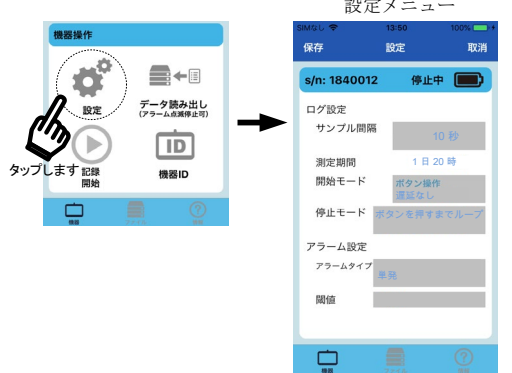 設定メニュー
機器操作
設定
データ読み出し
(アラーム点滅停止可)
タップします
記録
開始
ID
機器ID
機器
?
SIMなし 13:50 100%
保存 設定 取消
s/n: 1840012 停止中
ログ設定
サンプル間隔 10 秒
測定期間 1 日 20 時
開始モード ボタン操作
遅延なし
停止モード ボタンを押すまでループ
アラーム設定
アラームタイプ 単発
閾値
機器
?